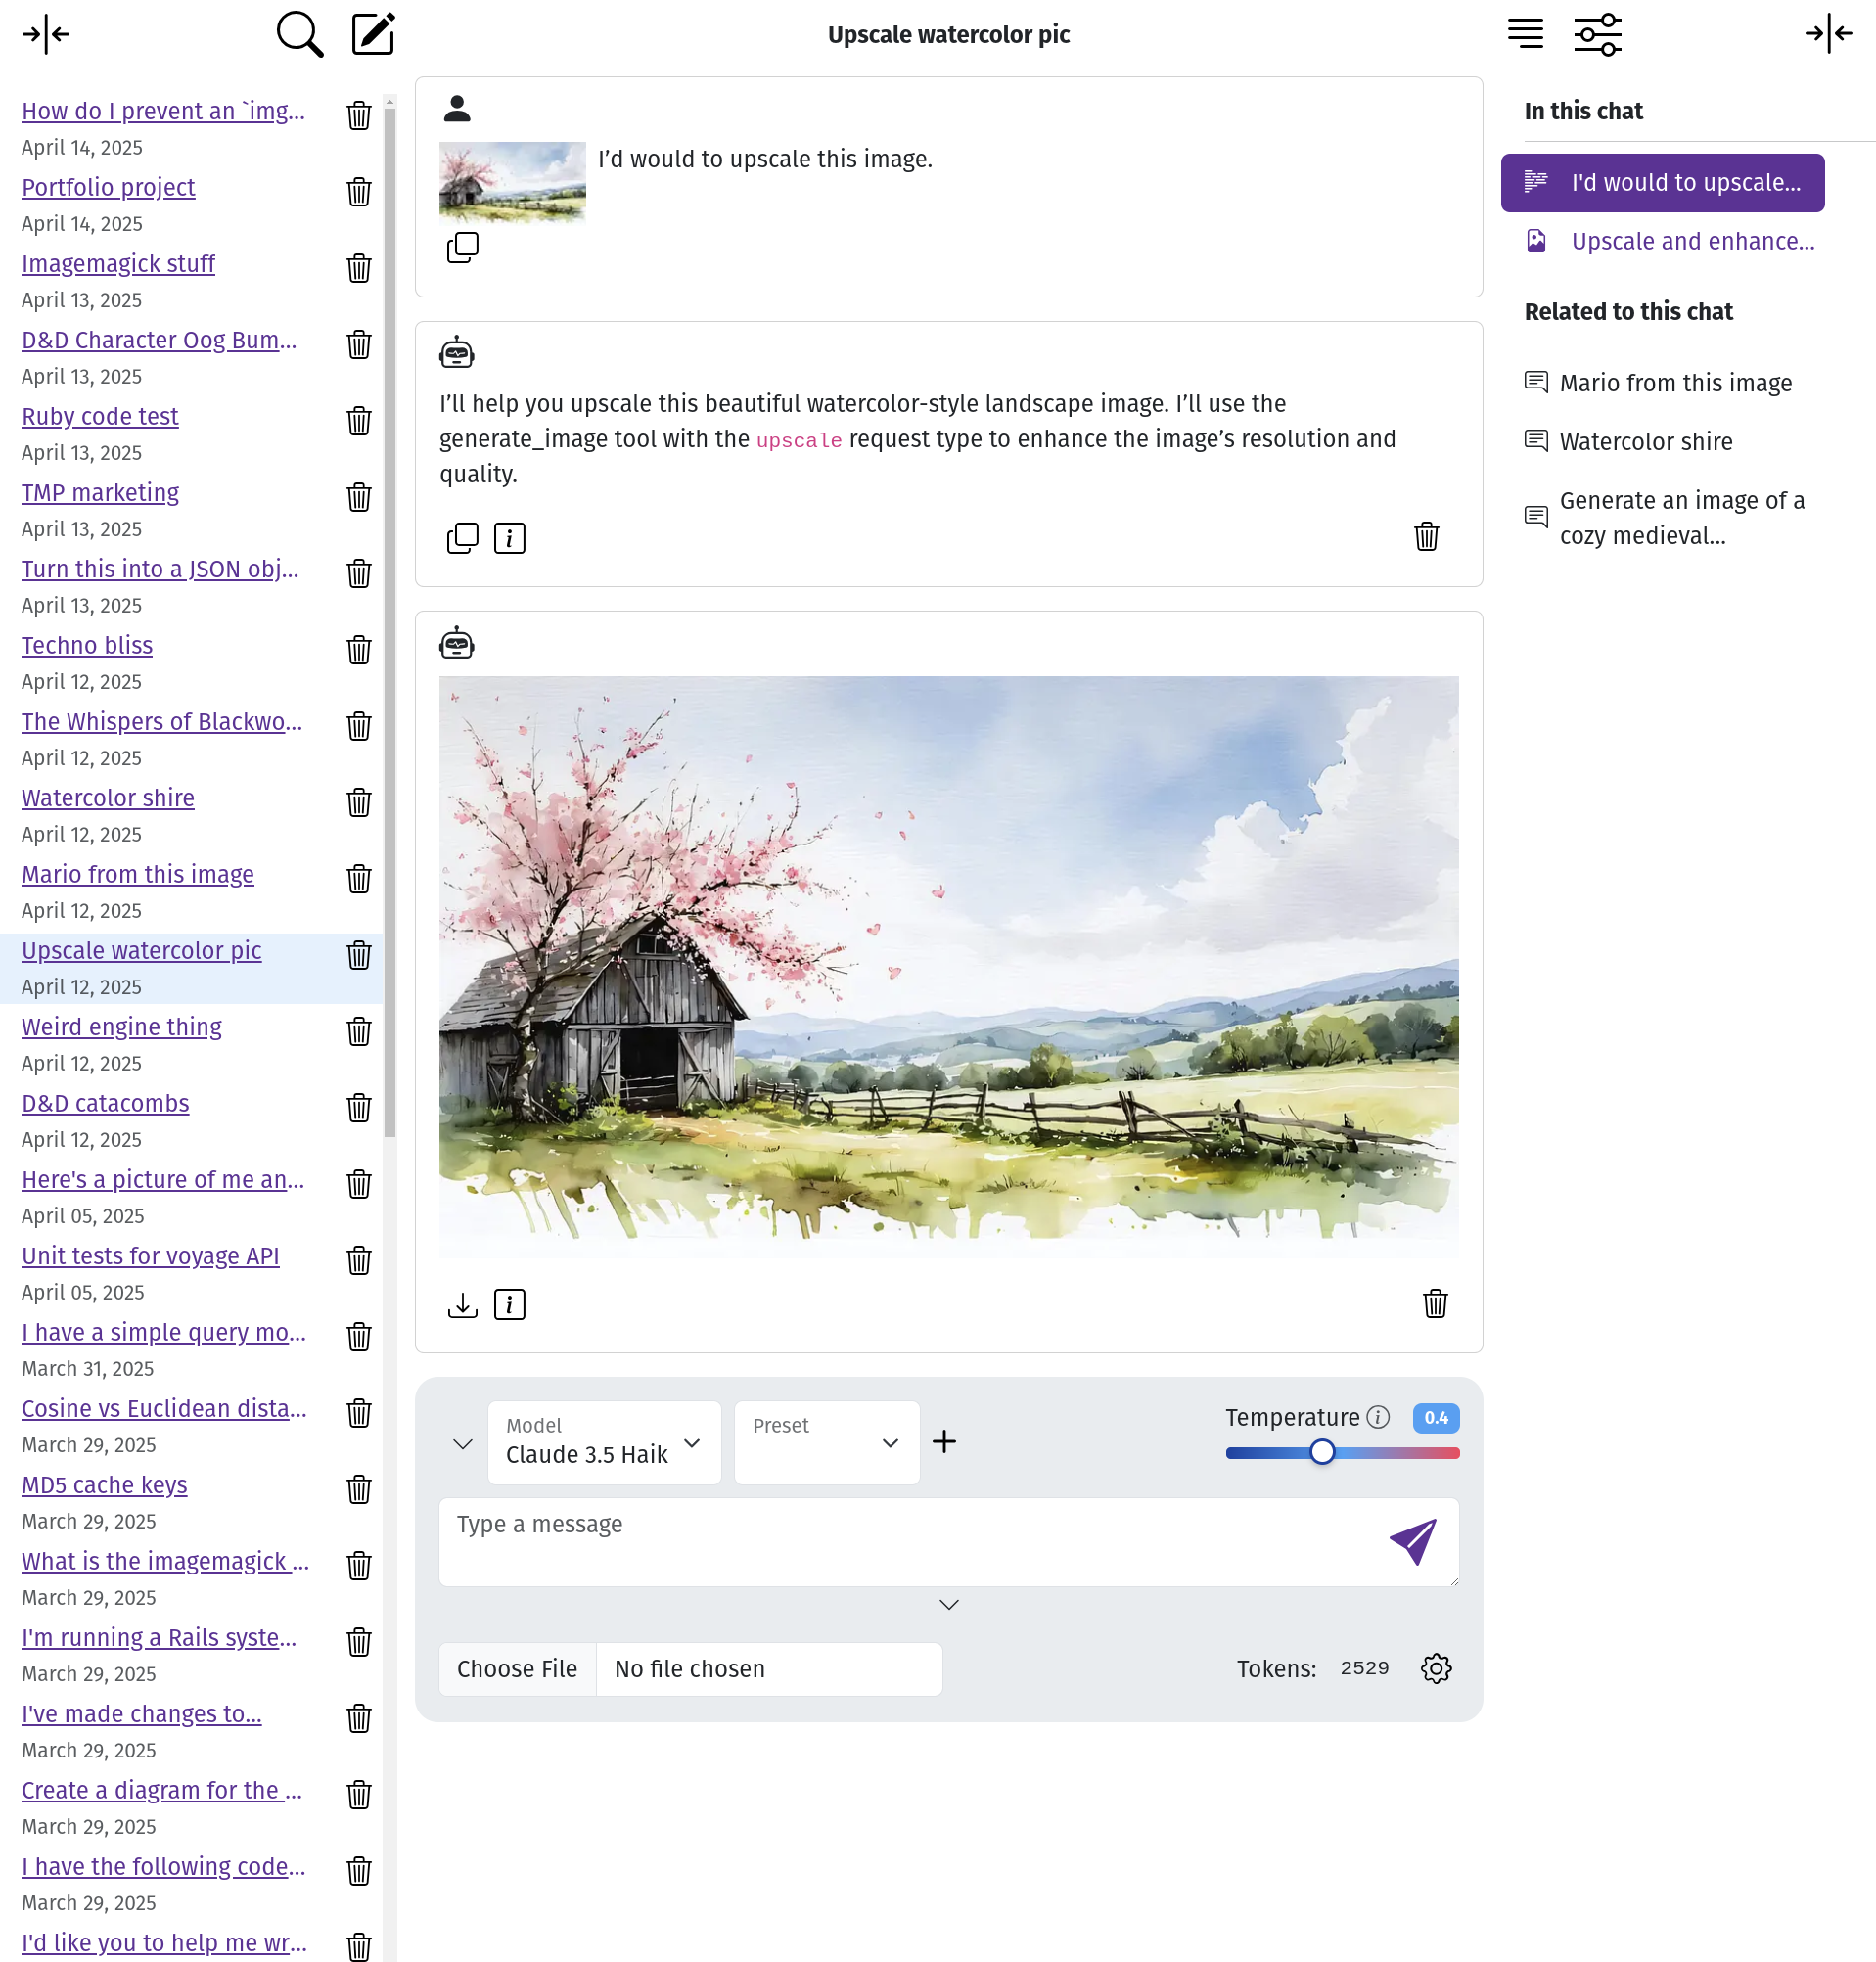 Upscale watercolor pic
How do I prevent an `img...
April 14, 2025
Portfolio project
April 14, 2025
Imagemagick stuff
April 13, 2025
D&D Character Oog Bum...
April 13, 2025
Ruby code test
April 13, 2025
TMP marketing
April 13, 2025
Turn this into a JSON obj...
April 13, 2025
Techno bliss
April 12, 2025
The Whispers of Blackwo...
April 12, 2025
Watercolor shire
April 12, 2025
Mario from this image
April 12, 2025
Upscale watercolor pic
April 12, 2025
Weird engine thing
April 12, 2025
D&D catacombs
April 12, 2025
Here's a picture of me an...
April 05, 2025
Unit tests for voyage API
April 05, 2025
I have a simple query mo...
March 31, 2025
Cosine vs Euclidean dista...
March 29, 2025
MD5 cache keys
March 29, 2025
What is the imagemagick ...
March 29, 2025
I'm running a Rails syste...
March 29, 2025
I've made changes to...
March 29, 2025
Create a diagram for the ...
March 29, 2025
I have the following code...
March 29, 2025
I'd like you to help me wr...
I’d would to upscale this image.
I’ll help you upscale this beautiful watercolor-style landscape image. I’ll use the
generate_image tool with the upscale request type to enhance the image’s resolution and
quality.
Model
Claude 3.5 Haik
Preset
Temperature
0.4
Type a message
Choose File
No file chosen
Tokens: 2529
In this chat
I'd would to upscale...
Upscale and enhance...
Related to this chat
Mario from this image
Watercolor shire
Generate an image of a
cozy medieval...